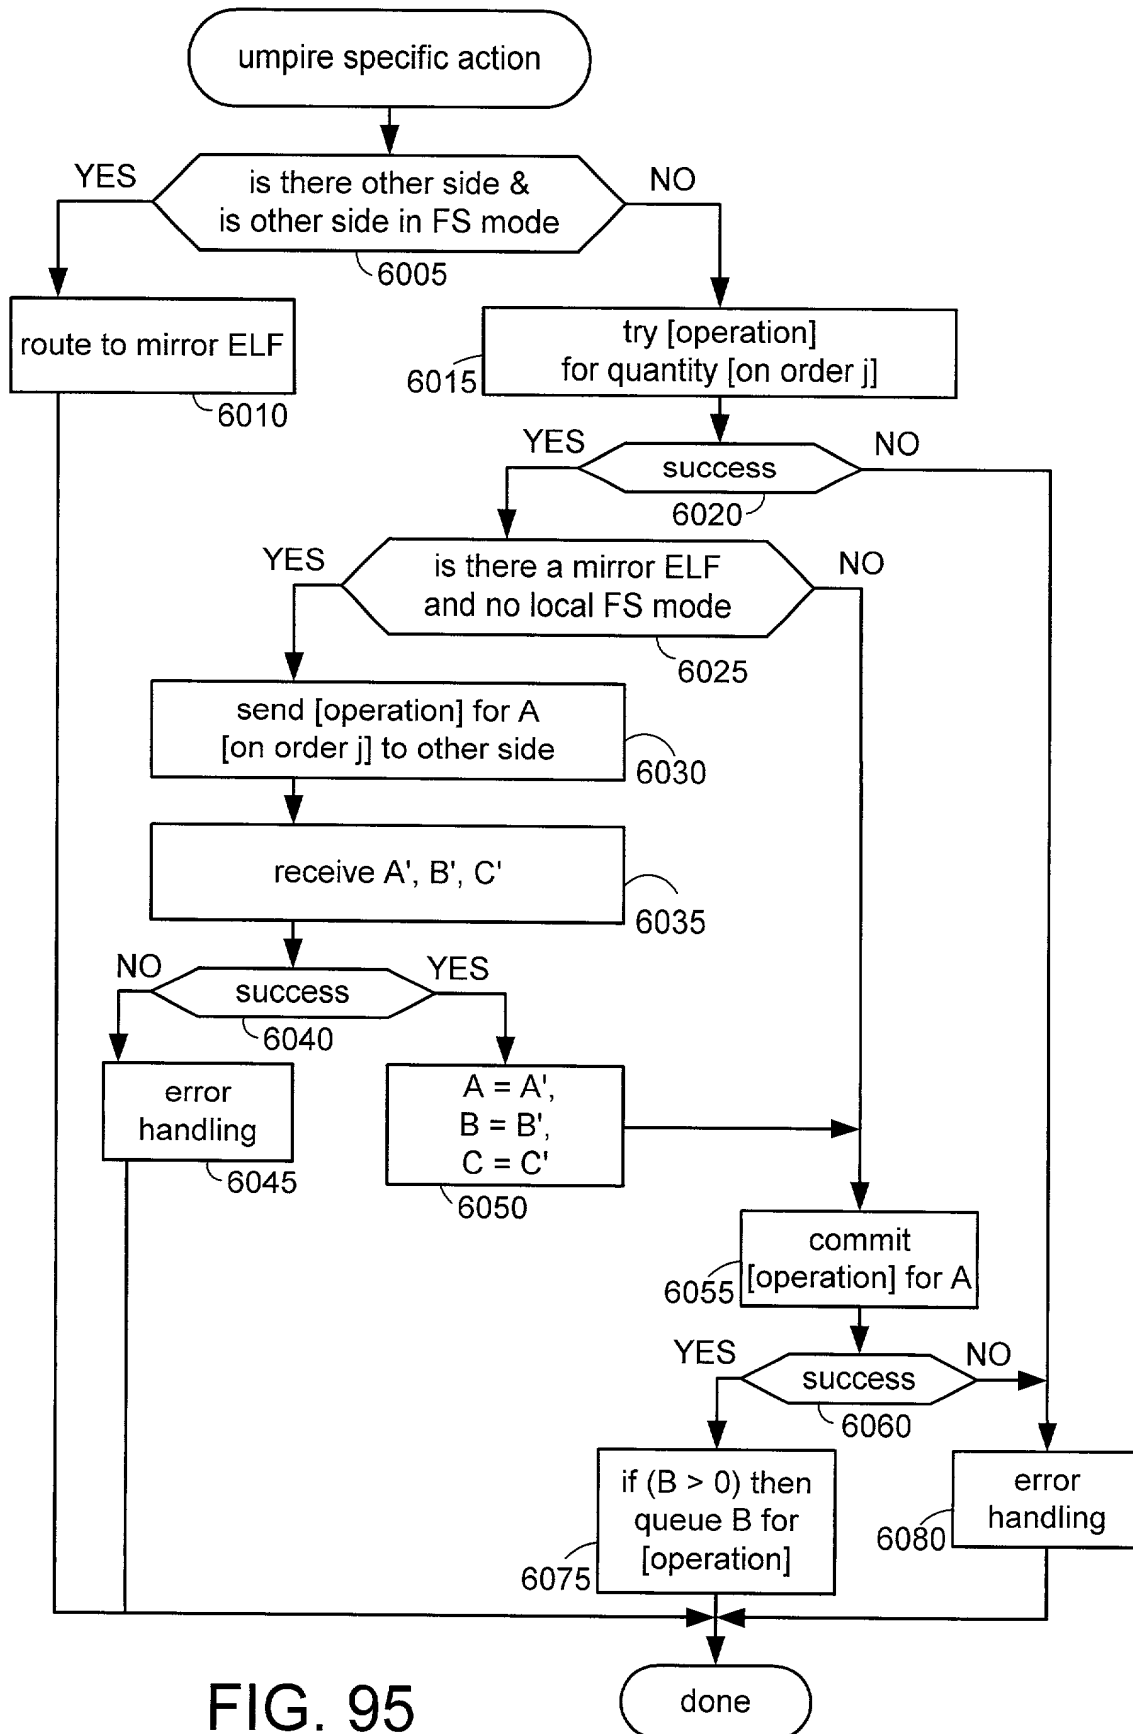 umpire specific action
YES
is there other side &
is other side in FS mode
NO
6005
route to mirror ELF
6010
try [operation]
for quantity [on order j]
6015
YES
success
NO
6020
YES
is there a mirror ELF
and no local FS mode
NO
6025
send [operation] for A
[on order j] to other side
6030
receive A', B', C'
6035
NO
success
YES
6040
error
handling
6045
A = A',
B = B',
C = C'
6050
commit
[operation] for A
6055
YES
success
NO
6060
if (B > 0) then
queue B for
[operation]
6075
error
handling
6080
done
FIG. 95